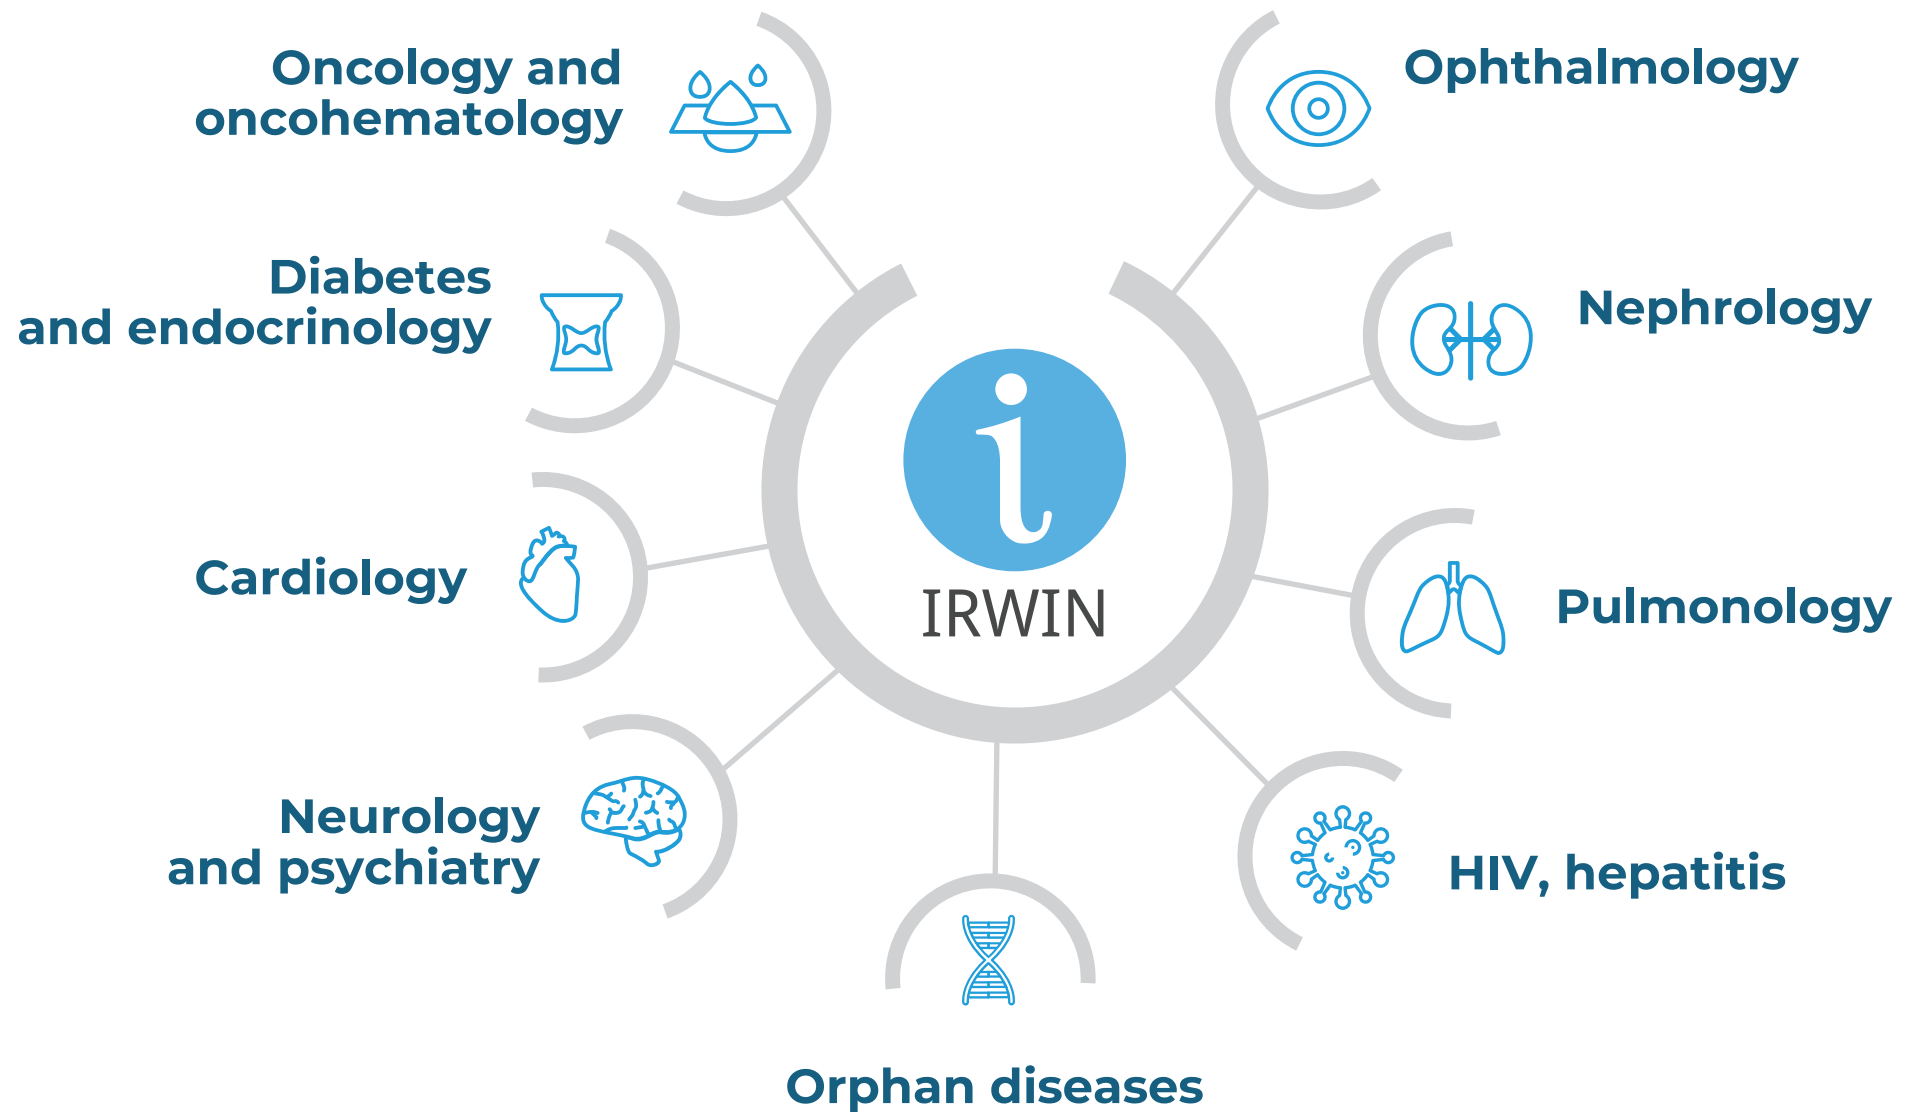 Oncology and
oncohematology
Ophthalmology
Diabetes
and endocrinology
Nephrology
Cardiology
i
IRWIN
Pulmonology
Neurology
and psychiatry
HIV, hepatitis
Orphan diseases